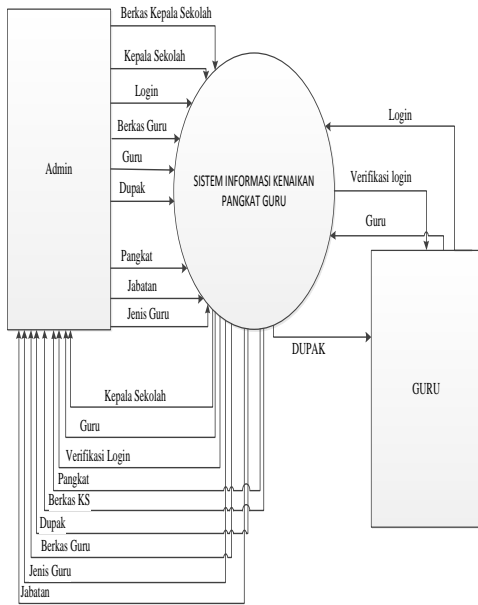 Berkas Kepala Sekolah
Kepala Sekolah
Login
Berkas Guru
Guru
Dupak
Pangkat
Jabatan
Jenis Guru
Admin
SISTEM INFORMASI KENAIKAN
PANGKAT GURU
Login
Verifikasi login
Guru
DUPAK
GURU
Kepala Sekolah
Guru
Verifikasi Login
Pangkat
Berkas KS
Dupak
Berkas Guru
Jenis Guru
Jabatan